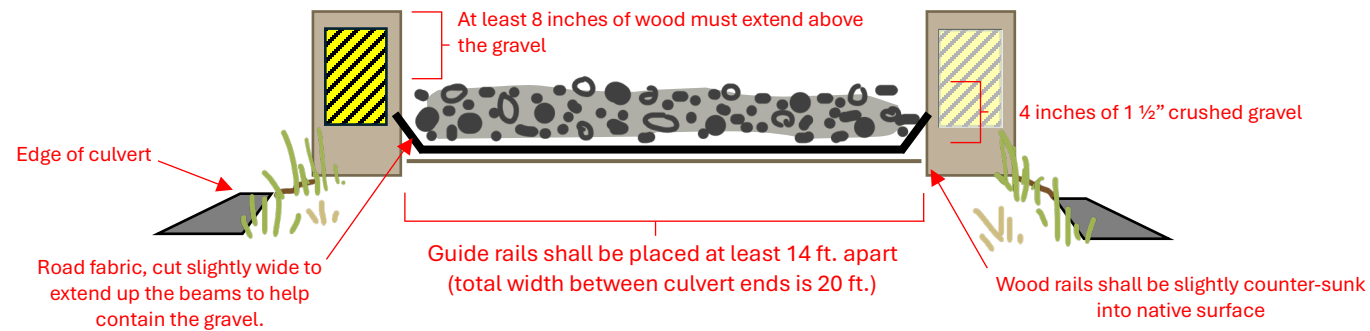 At least 8 inches of wood must extend above
the gravel
4 inches of 1 ½” crushed gravel
Edge of culvert
Guide rails shall be placed at least 14 ft. apart
(total width between culvert ends is 20 ft.)
Road fabric, cut slightly wide to
extend up the beams to help
contain the gravel.
Wood rails shall be slightly counter-sunk
into native surface